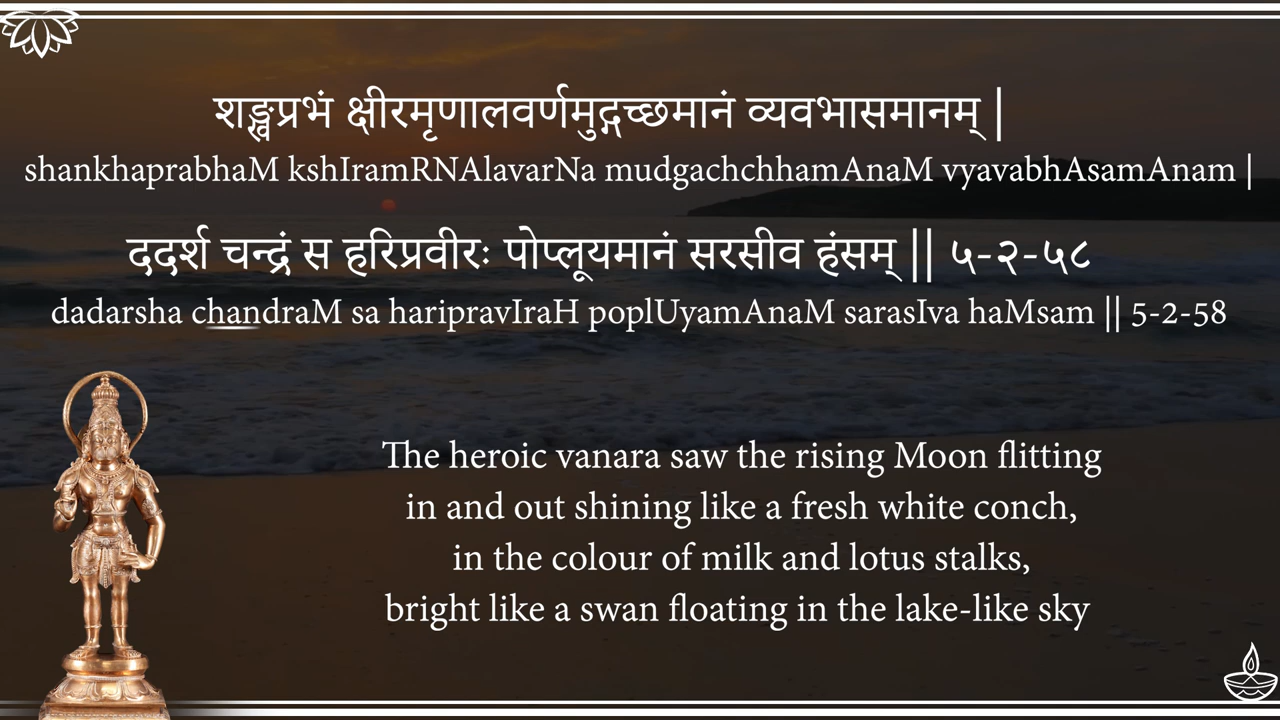 शङ्खप्रभं क्षीरमृणालवर्णमुद्गच्छमानं व्यवभासमानम् |
shankhaprabhaM kshIramRNAlavarNa mudgachchhamAnaM vyavabhAsamAnam |
ददर्श चन्द्रं स हरिप्रवीरः पोप्लूयमानं सरसीव हंसम् || ५-२-५८
dadarsha chandraM sa haripravIraH poplUyamAnaM sarasIva haMsam || 5-2-58
The heroic vanara saw the rising Moon flitting
in and out shining like a fresh white conch,
in the colour of milk and lotus stalks,
bright like a swan floating in the lake-like sky